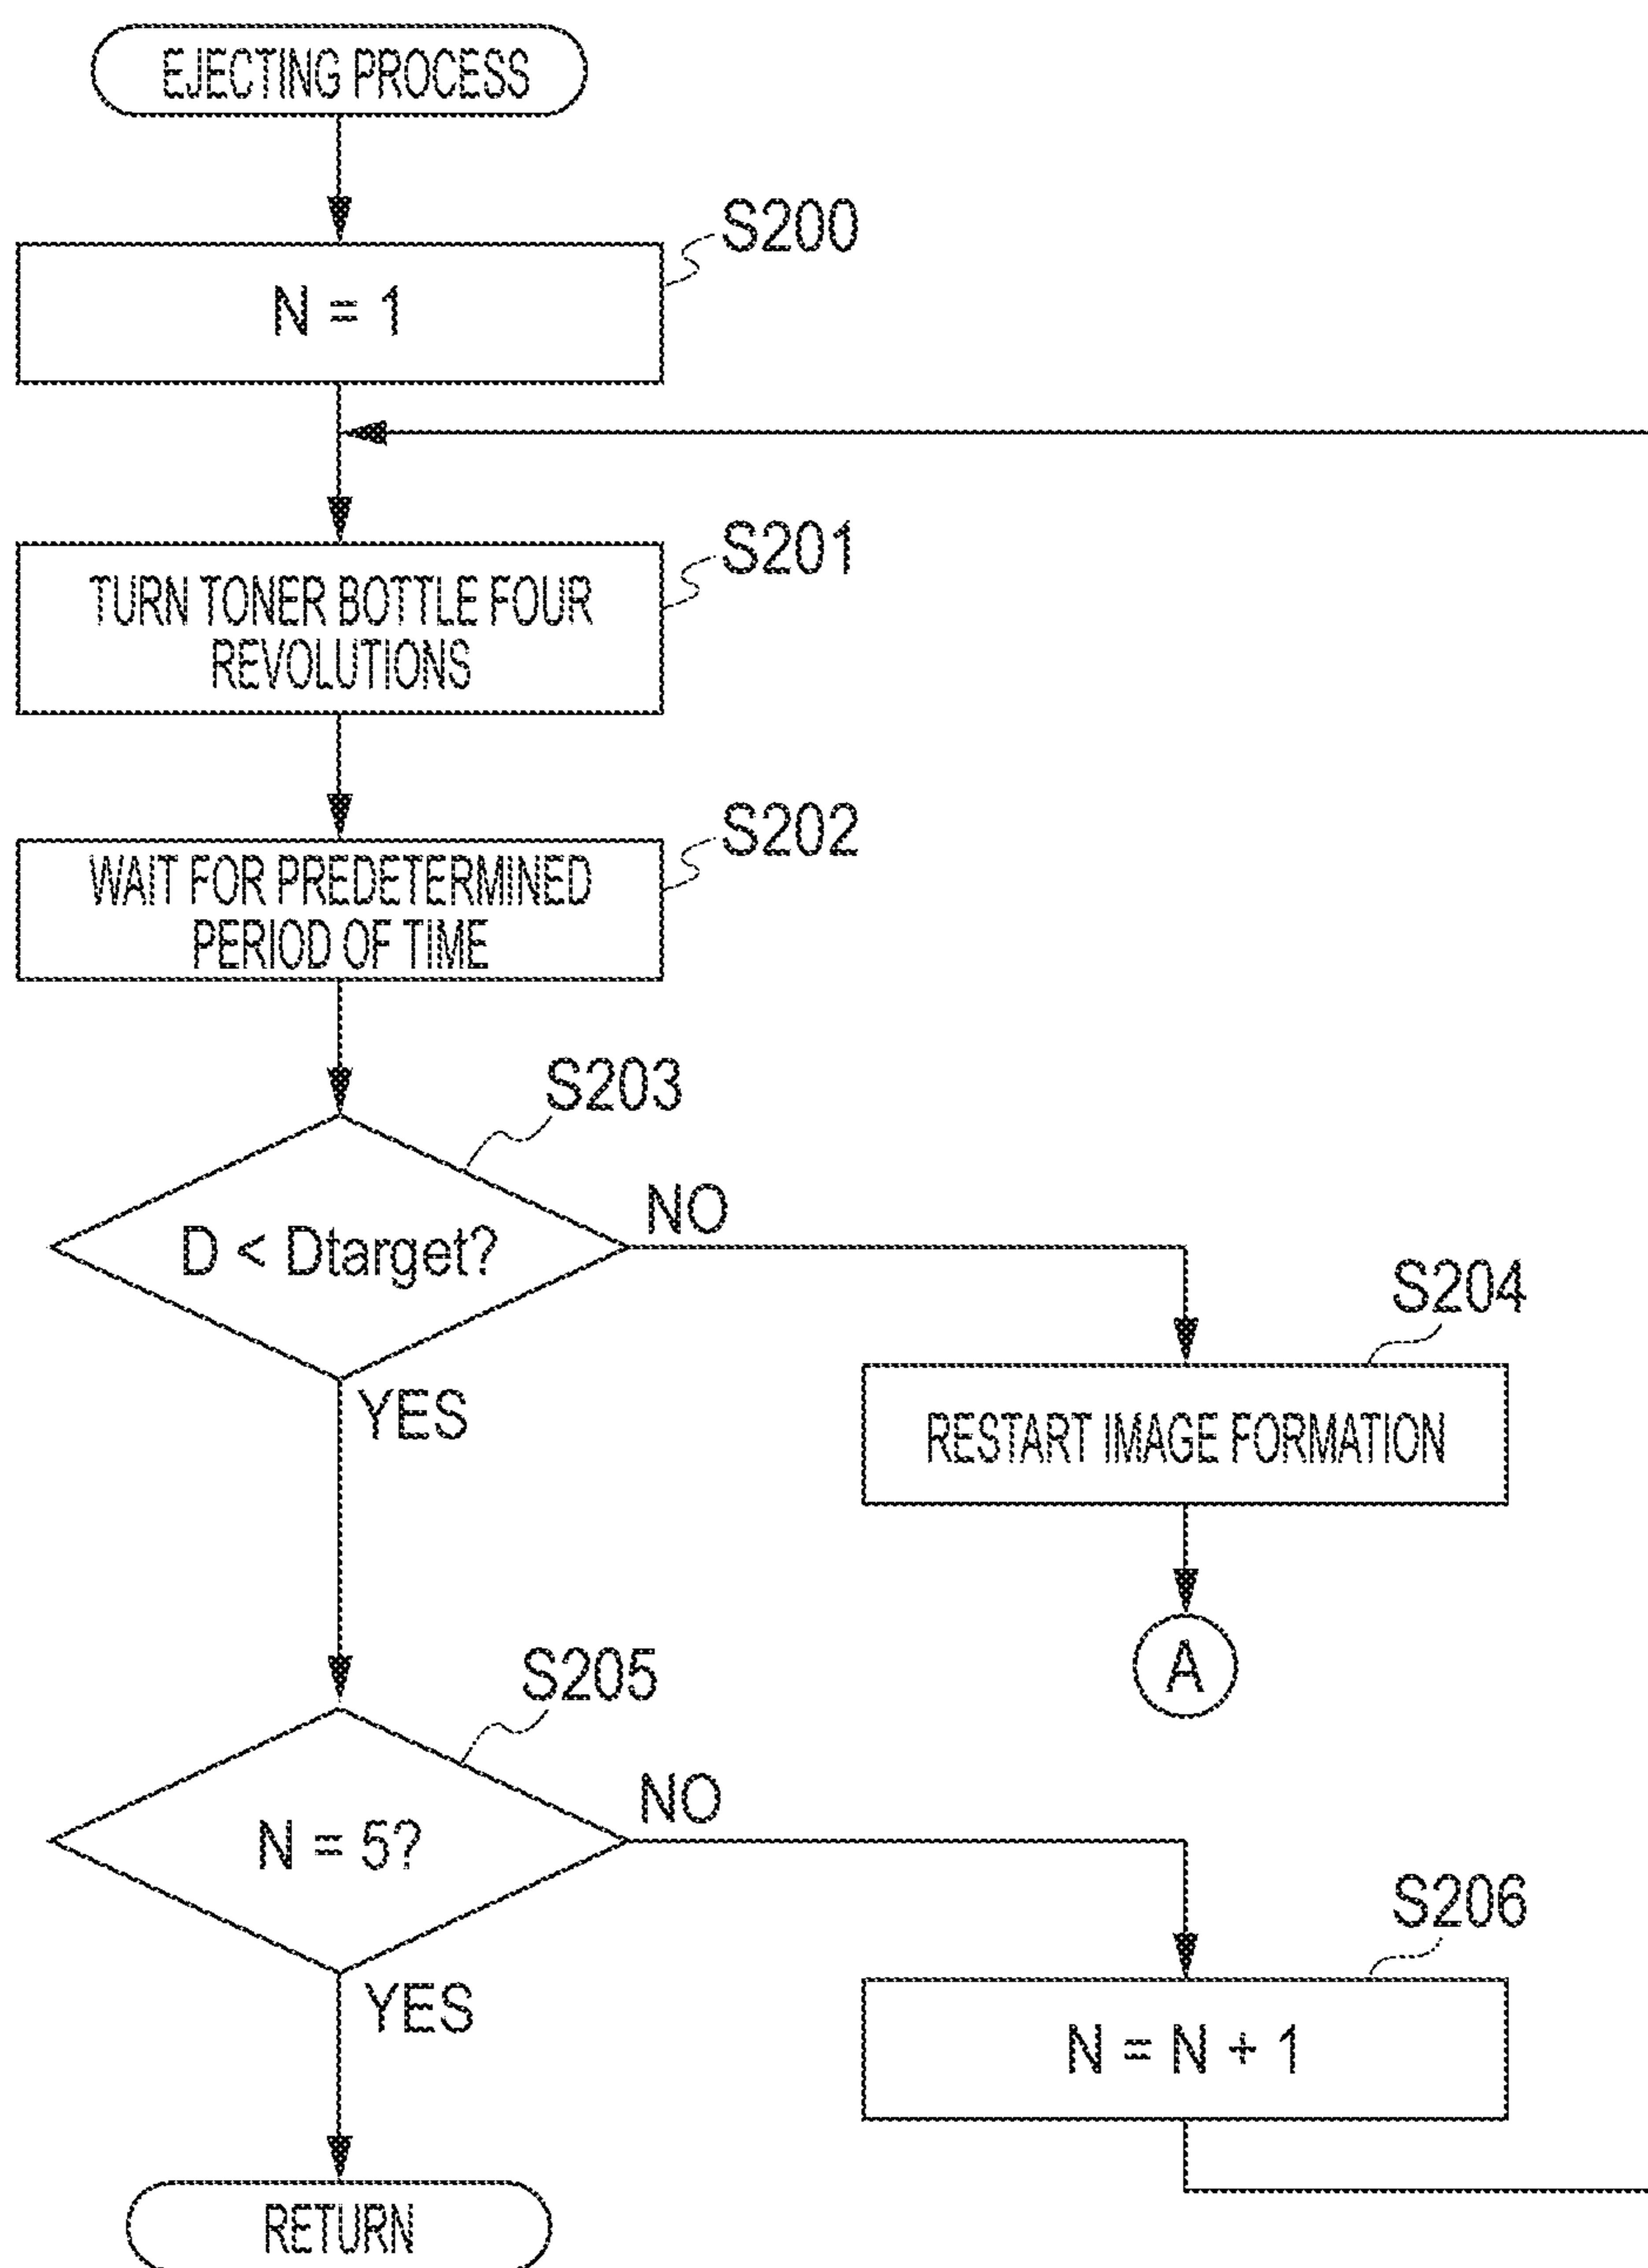 EJECTING PROCESS
S200
N = 1
S201
TURN TONER BOTTLE FOUR
REVOLUTIONS
S202
WAIT FOR PREDETERMINED
PERIOD OF TIME
S203
D < Dtarget?
NO
YES
S204
RESTART IMAGE FORMATION
A
S205
N = 5?
NO
YES
S206
N = N + 1
RETURN